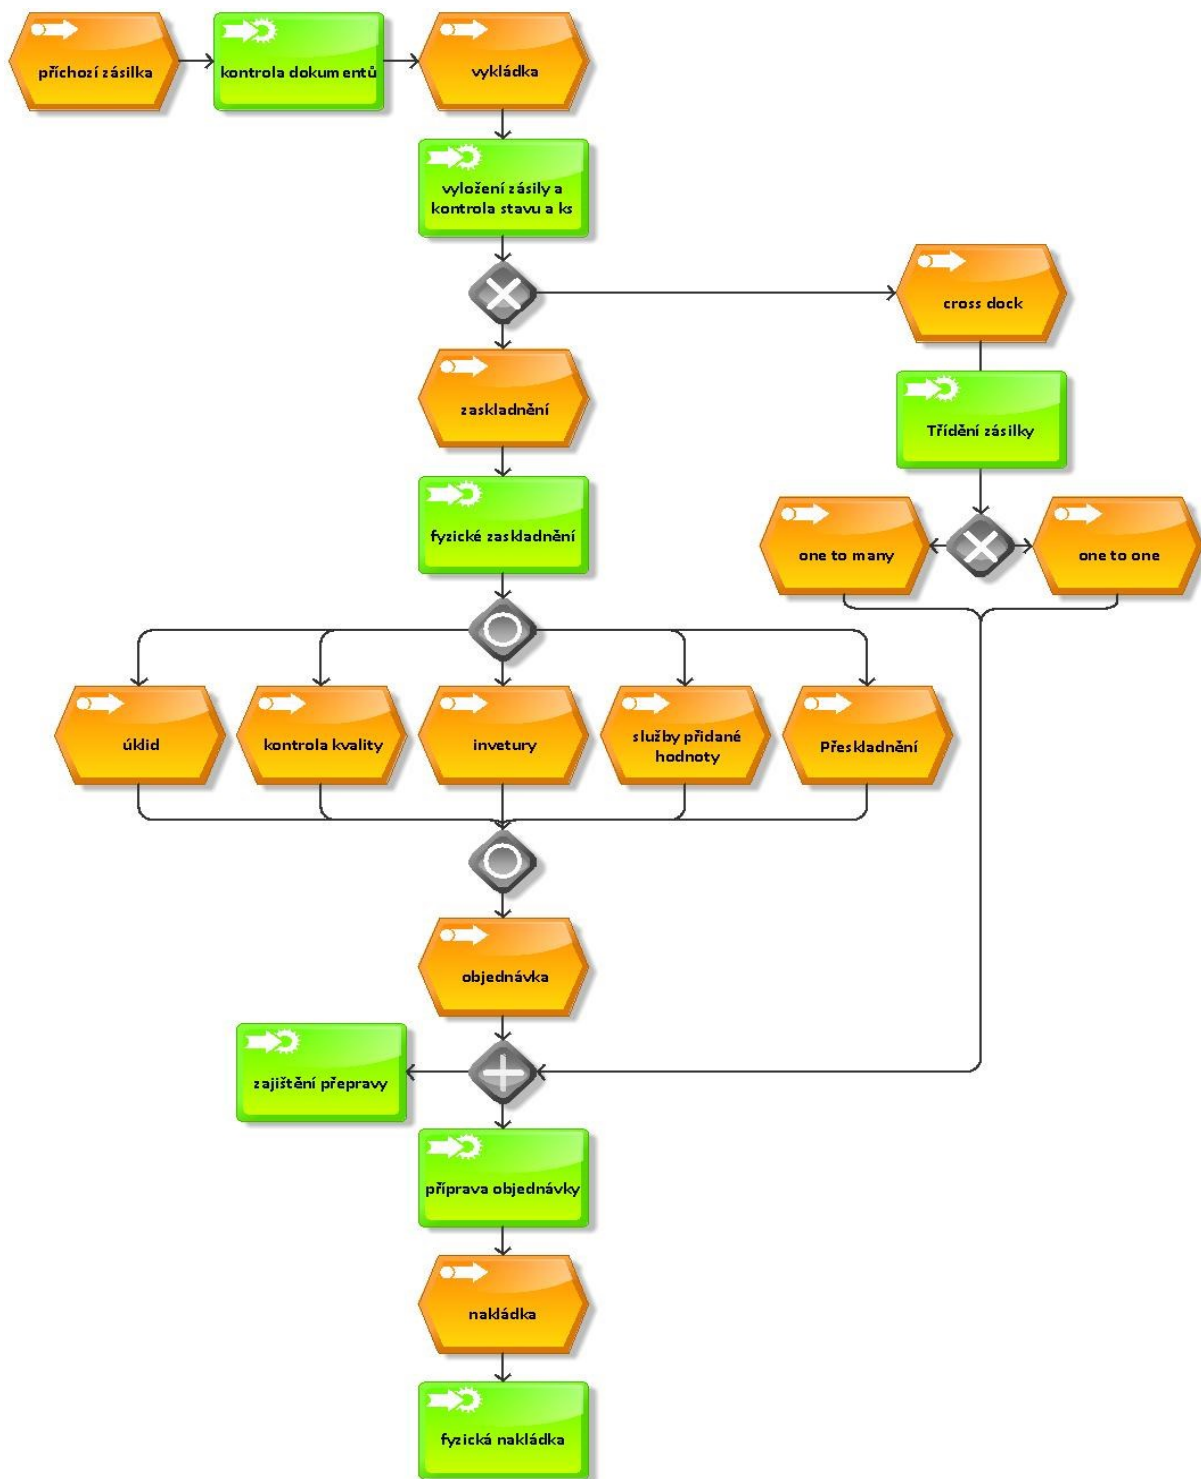 příchozí zásilka
kontrola dokumentů
vykládka
vyložení zásily a
kontrola stavu a ks
cross dock
zaskladnění
Třídění zásilky
fyzické zaskladnění
one to many
one to one
úklid
kontrola kvality
invetury
služby přidané
hodnoty
Přeskladnění
objednávka
zajištění přepravy
příprava objednávky
nakládka
fyzická nakládka